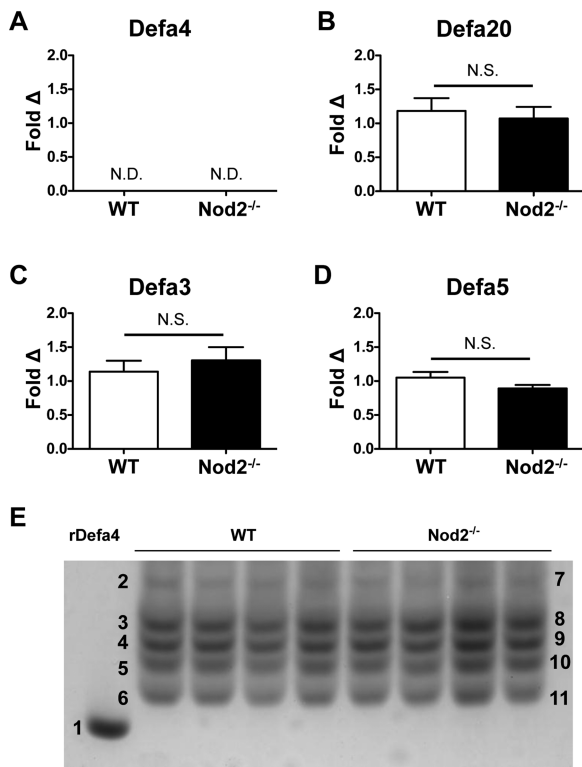 A
Defa4
Fold Δ
2.0
1.5
1.0
0.5
0.0
N.D. N.D.
WT Nod2-/-
B
Defa20
Fold Δ
2.0
1.5
1.0
0.5
0.0
N.S.
WT Nod2-/-
C
Defa3
Fold Δ
2.0
1.5
1.0
0.5
0.0
N.S.
WT Nod2-/-
D
Defa5
Fold Δ
2.0
1.5
1.0
0.5
0.0
N.S.
WT Nod2-/-
E
rDefa4 WT Nod2-/-
2 7
3 8
4 9
5 10
6 11
1